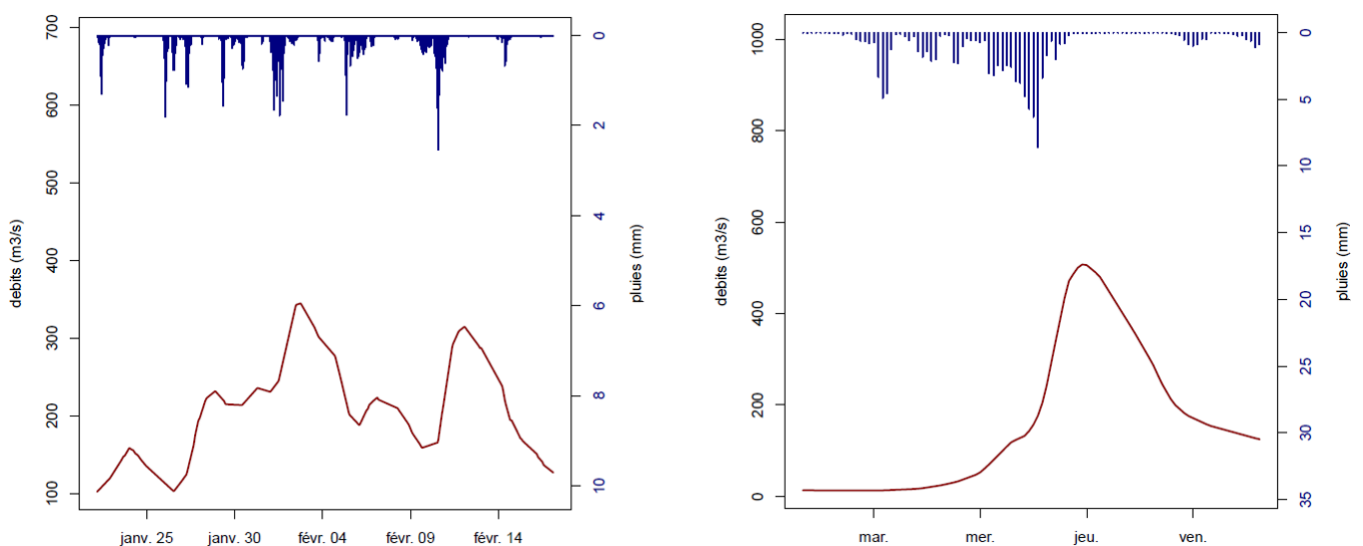 700
600
500
400
300
200
100
debits (m3/s)
0
2
4
6
8
10
pluies (mm)
janv. 25
janv. 30
févr. 04
févr. 09
févr. 14
1000
800
600
400
200
0
debits (m3/s)
0
5
10
15
20
25
30
35
pluies (mm)
mar.
mer.
jeu.
ven.